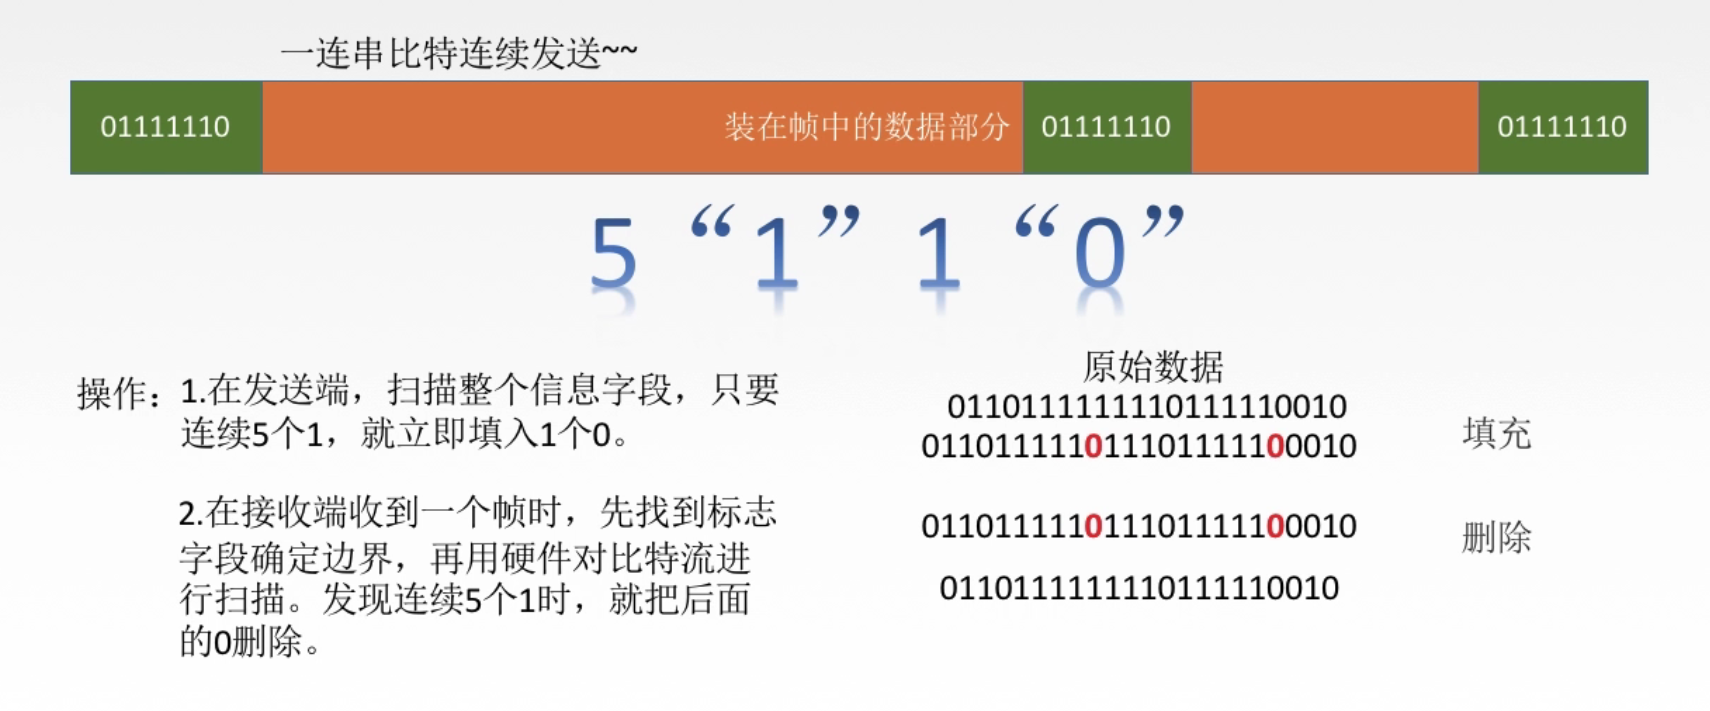 一连串比特连续发送~~
01111110 装在帧中的数据部分 01111110 01111110
5 “1” 1 “0”
操作：1.在发送端，扫描整个信息字段，只要
连续5个1，就立即填入1个0。
2.在接收端收到一个帧时，先找到标志
字段确定边界，再用硬件对比特流进
行扫描。发现连续5个1时，就把后面
的0删除。
原始数据
0110111111110111110010
011011111011101111100010
填充
011011111011101111100010
删除
0110111111110111110010